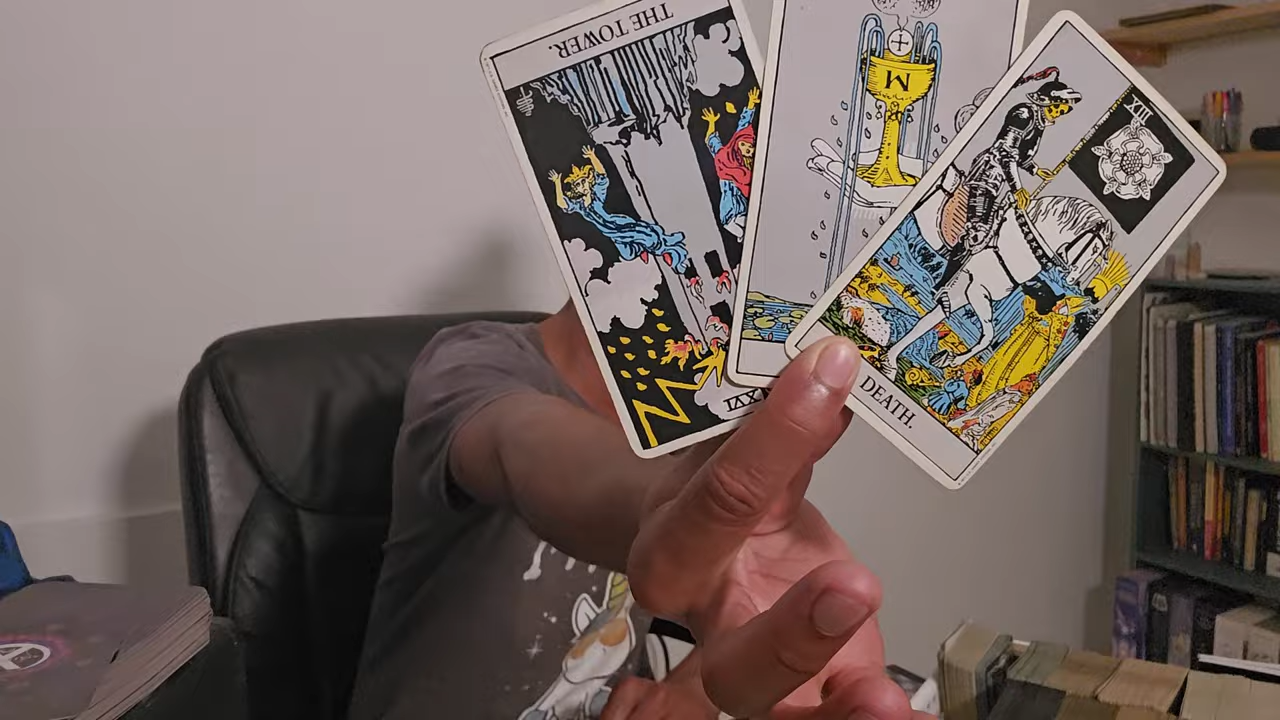 THE TOWER.
XVI
M
XIII
DEATH.